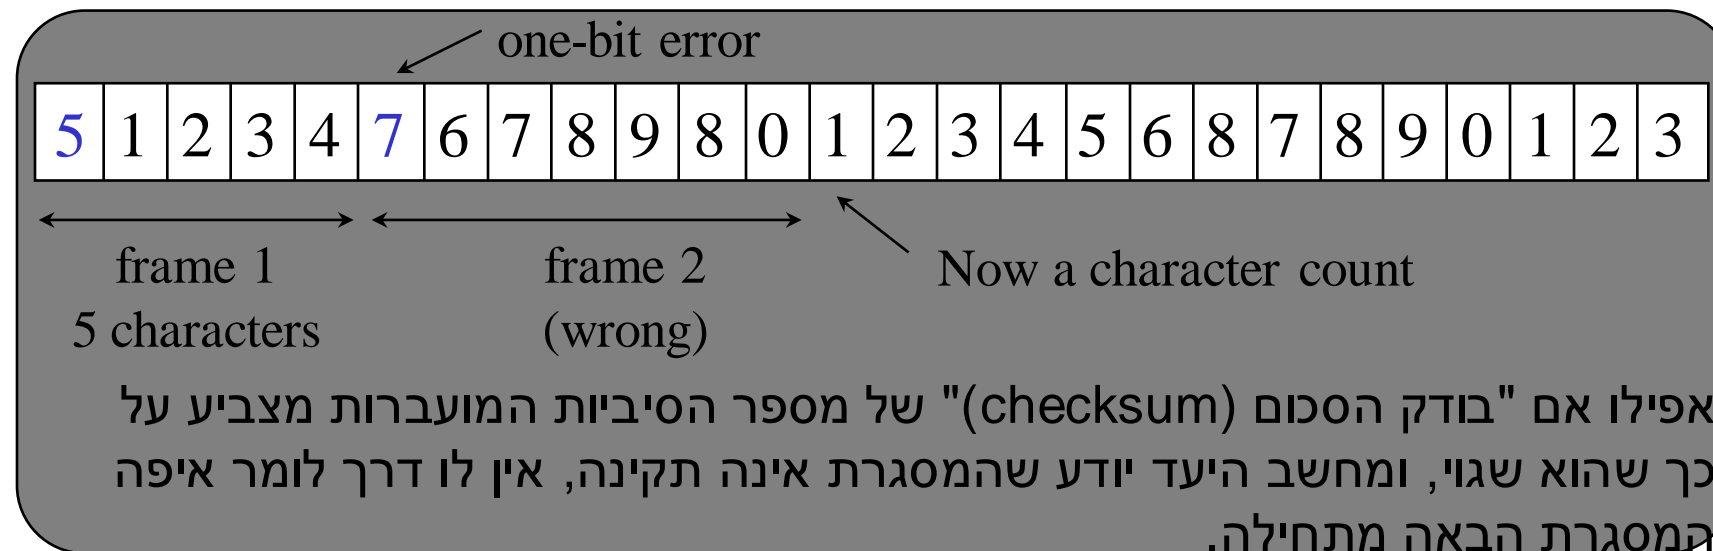 one-bit error
5 1 2 3 4 7 6 7 8 9 8 0 1 2 3 4 5 6 8 7 8 9 0 1 2 3
frame 1 frame 2 Now a character count
5 characters (wrong)
אפילו אם "בודק הסכום (checksum)" של מספר הסיביות המועברות מצביע על
כך שהוא שגוי, ומחשב היעד יודע שהמסגרת אינה תקינה, אין לו דרך לומר איפה
המסגרת הבאה מתחילה.